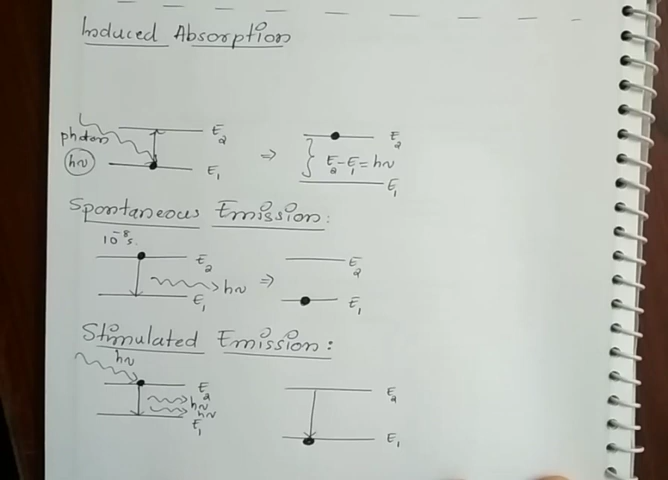 Induced Absorption
E₂
photon
hν
E₁
⇒
E₂
E₂-E₁=hν
E₁
Spontaneous Emission:
10⁻⁸s.
E₂
hν
E₁
⇒
E₂
E₁
Stimulated Emission:
hν
E₂
hν
hν
E₁
E₂
E₁